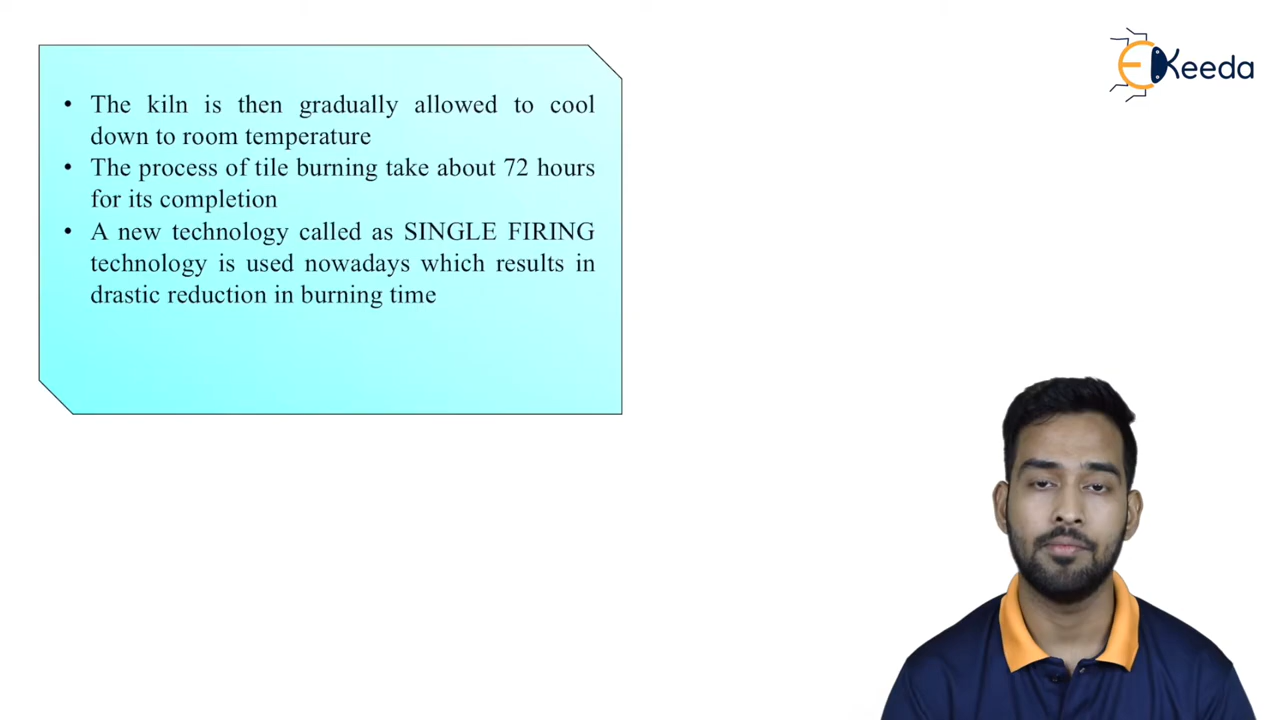 • The kiln is then gradually allowed to cool
down to room temperature
• The process of tile burning take about 72 hours
for its completion
• A new technology called as SINGLE FIRING
technology is used nowadays which results in
drastic reduction in burning time
EKeeda